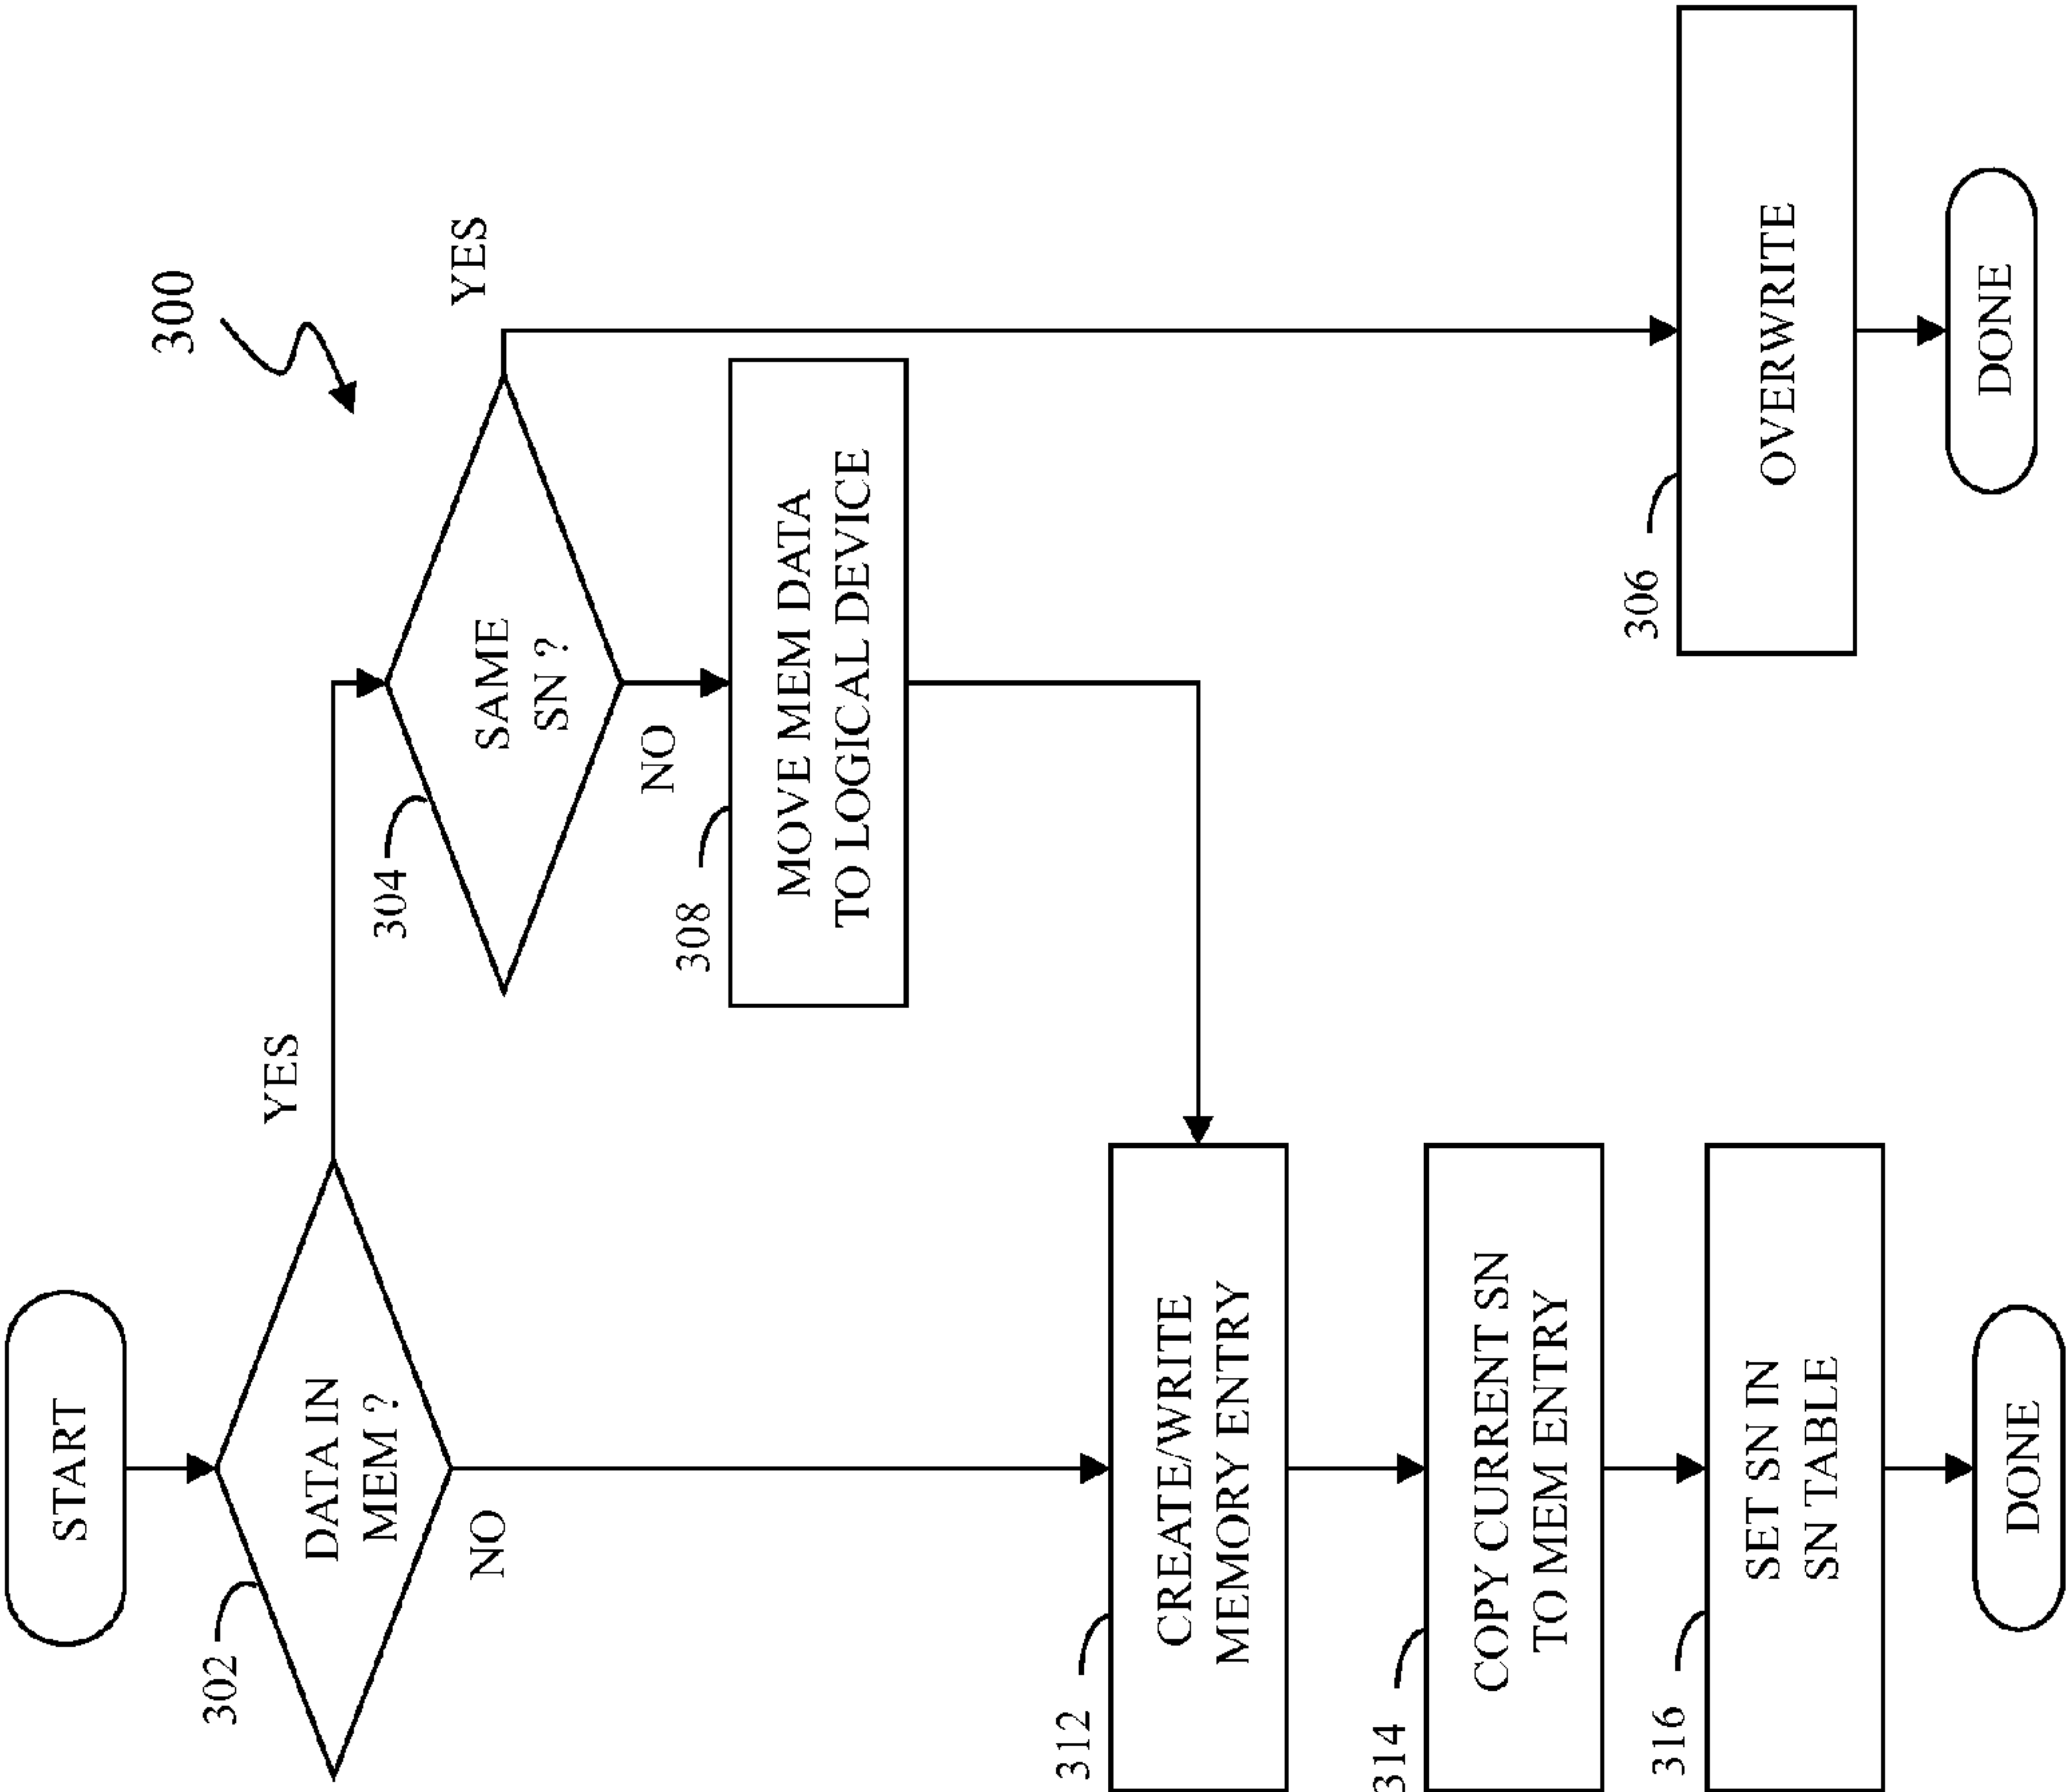 300
START
302
DATA IN
MEM ?
YES
NO
304
SAME
SN ?
YES
NO
308
MOVE MEM DATA
TO LOGICAL DEVICE
312
CREATE/WRITE
MEMORY ENTRY
314
COPY CURRENT SN
TO MEM ENTRY
316
SET SN IN
SN TABLE
DONE
306
OVERWRITE
DONE